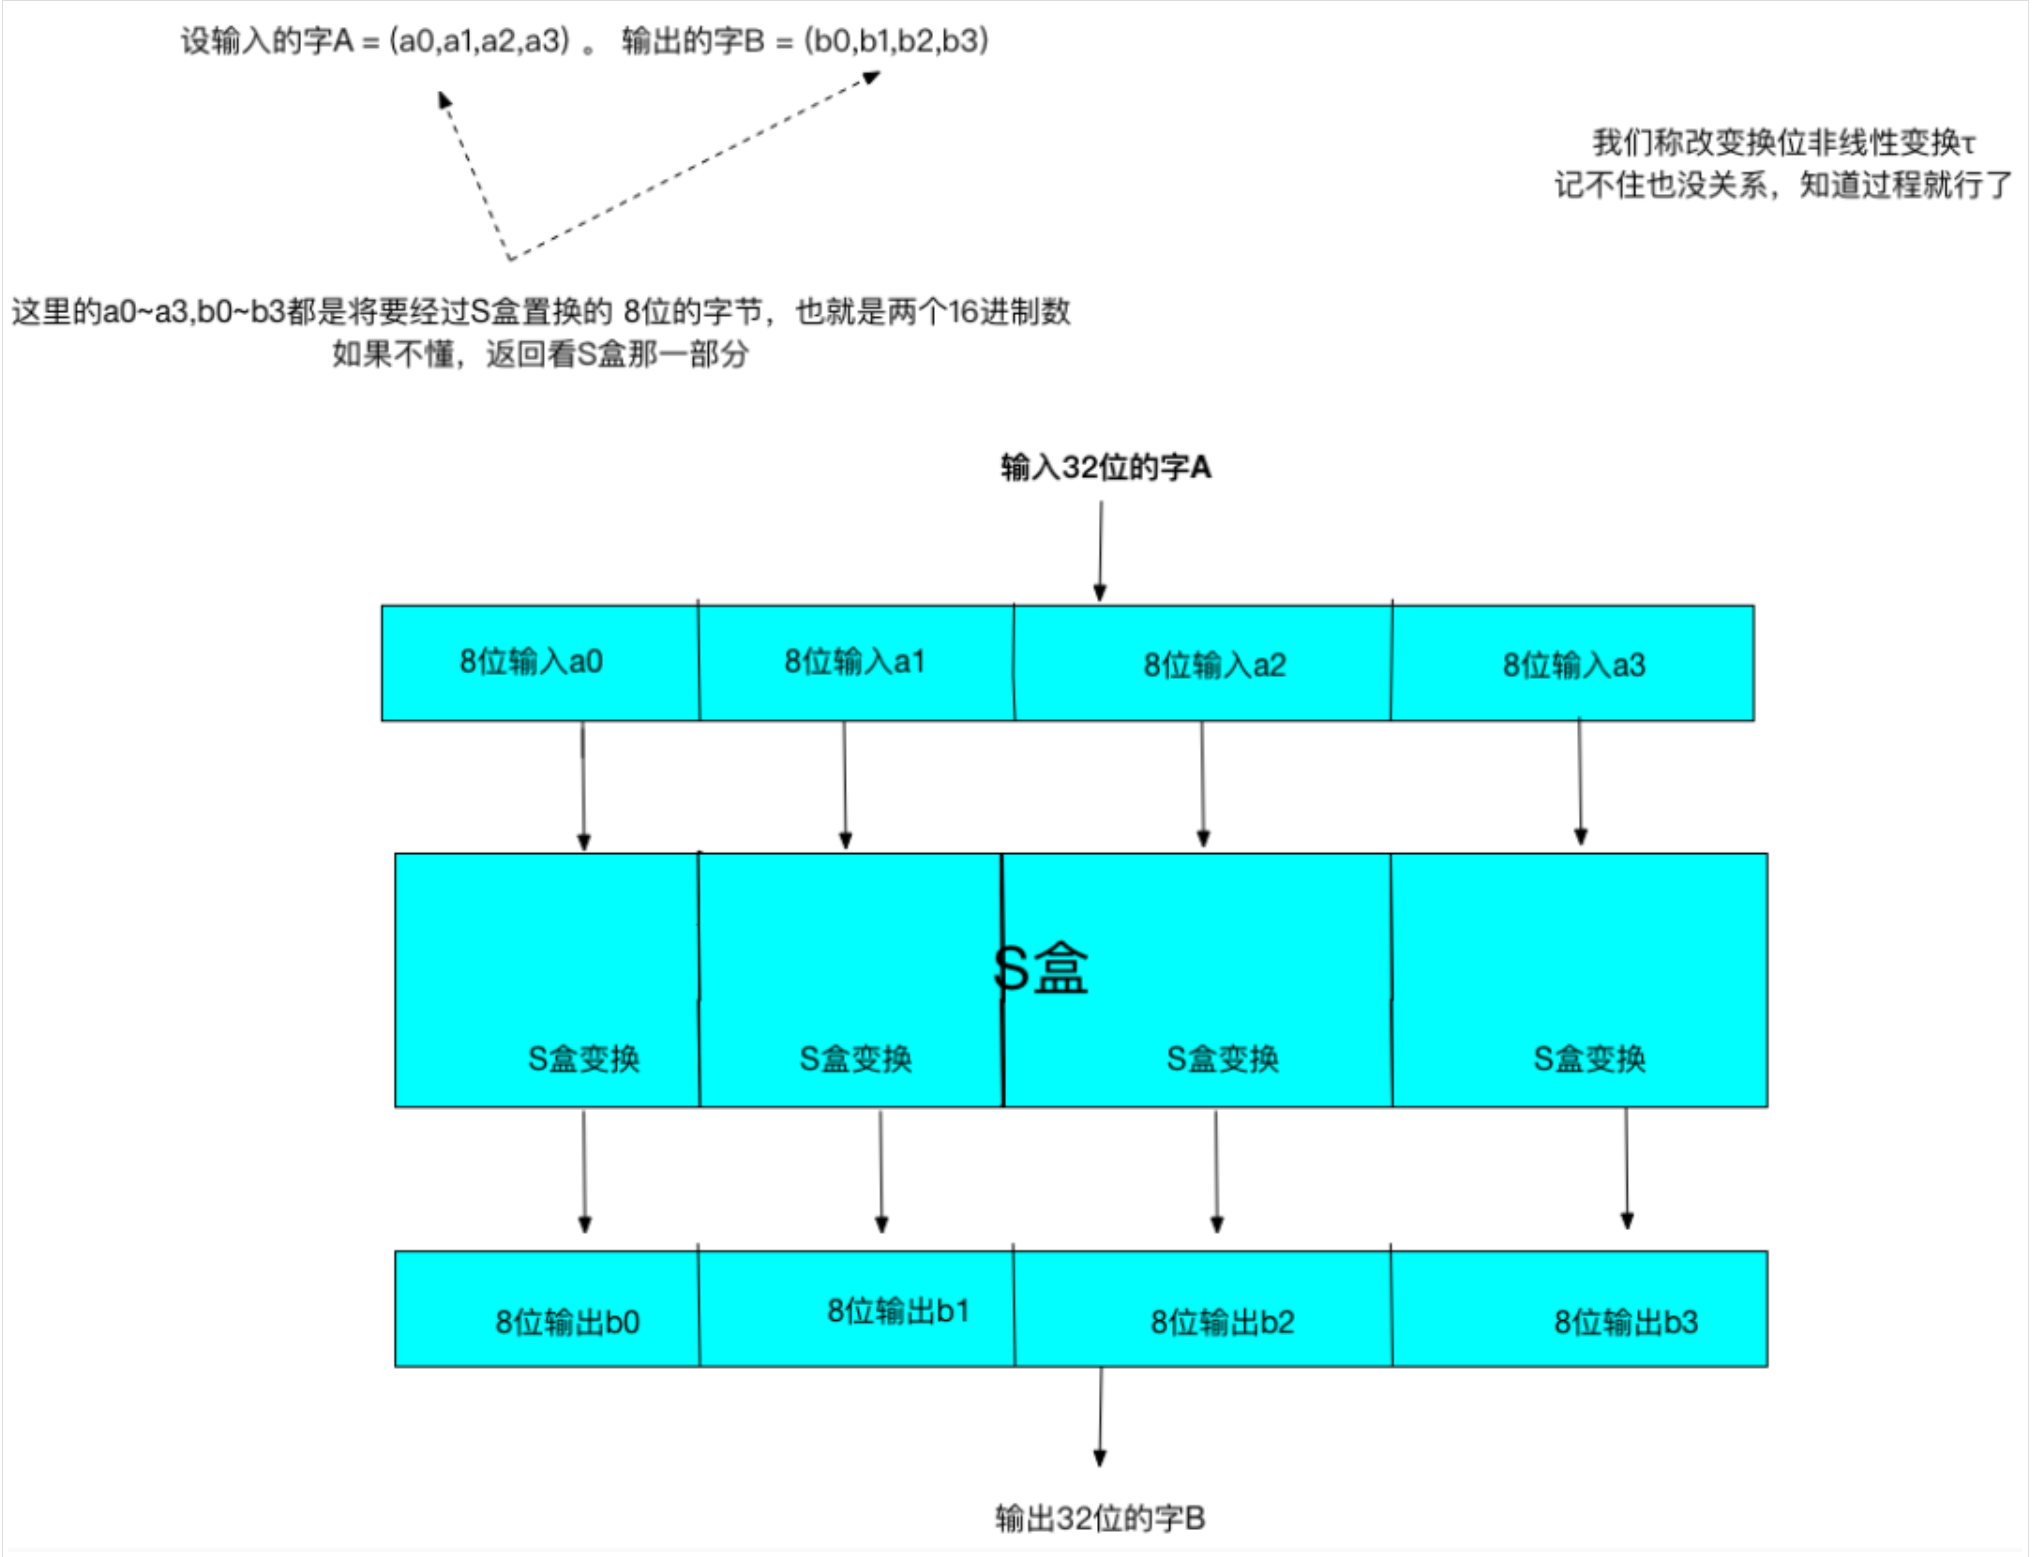 设输入的字A = (a0,a1,a2,a3) 。 输出的字B = (b0,b1,b2,b3)
我们称改变换位非线性变换τ
记不住也没关系，知道过程就行了
这里的a0~a3,b0~b3都是将要经过S盒置换的 8位的字节，也就是两个16进制数
如果不懂，返回看S盒那一部分
输入32位的字A
8位输入a0
8位输入a1
8位输入a2
8位输入a3
S盒
S盒变换
S盒变换
S盒变换
S盒变换
8位输出b0
8位输出b1
8位输出b2
8位输出b3
输出32位的字B